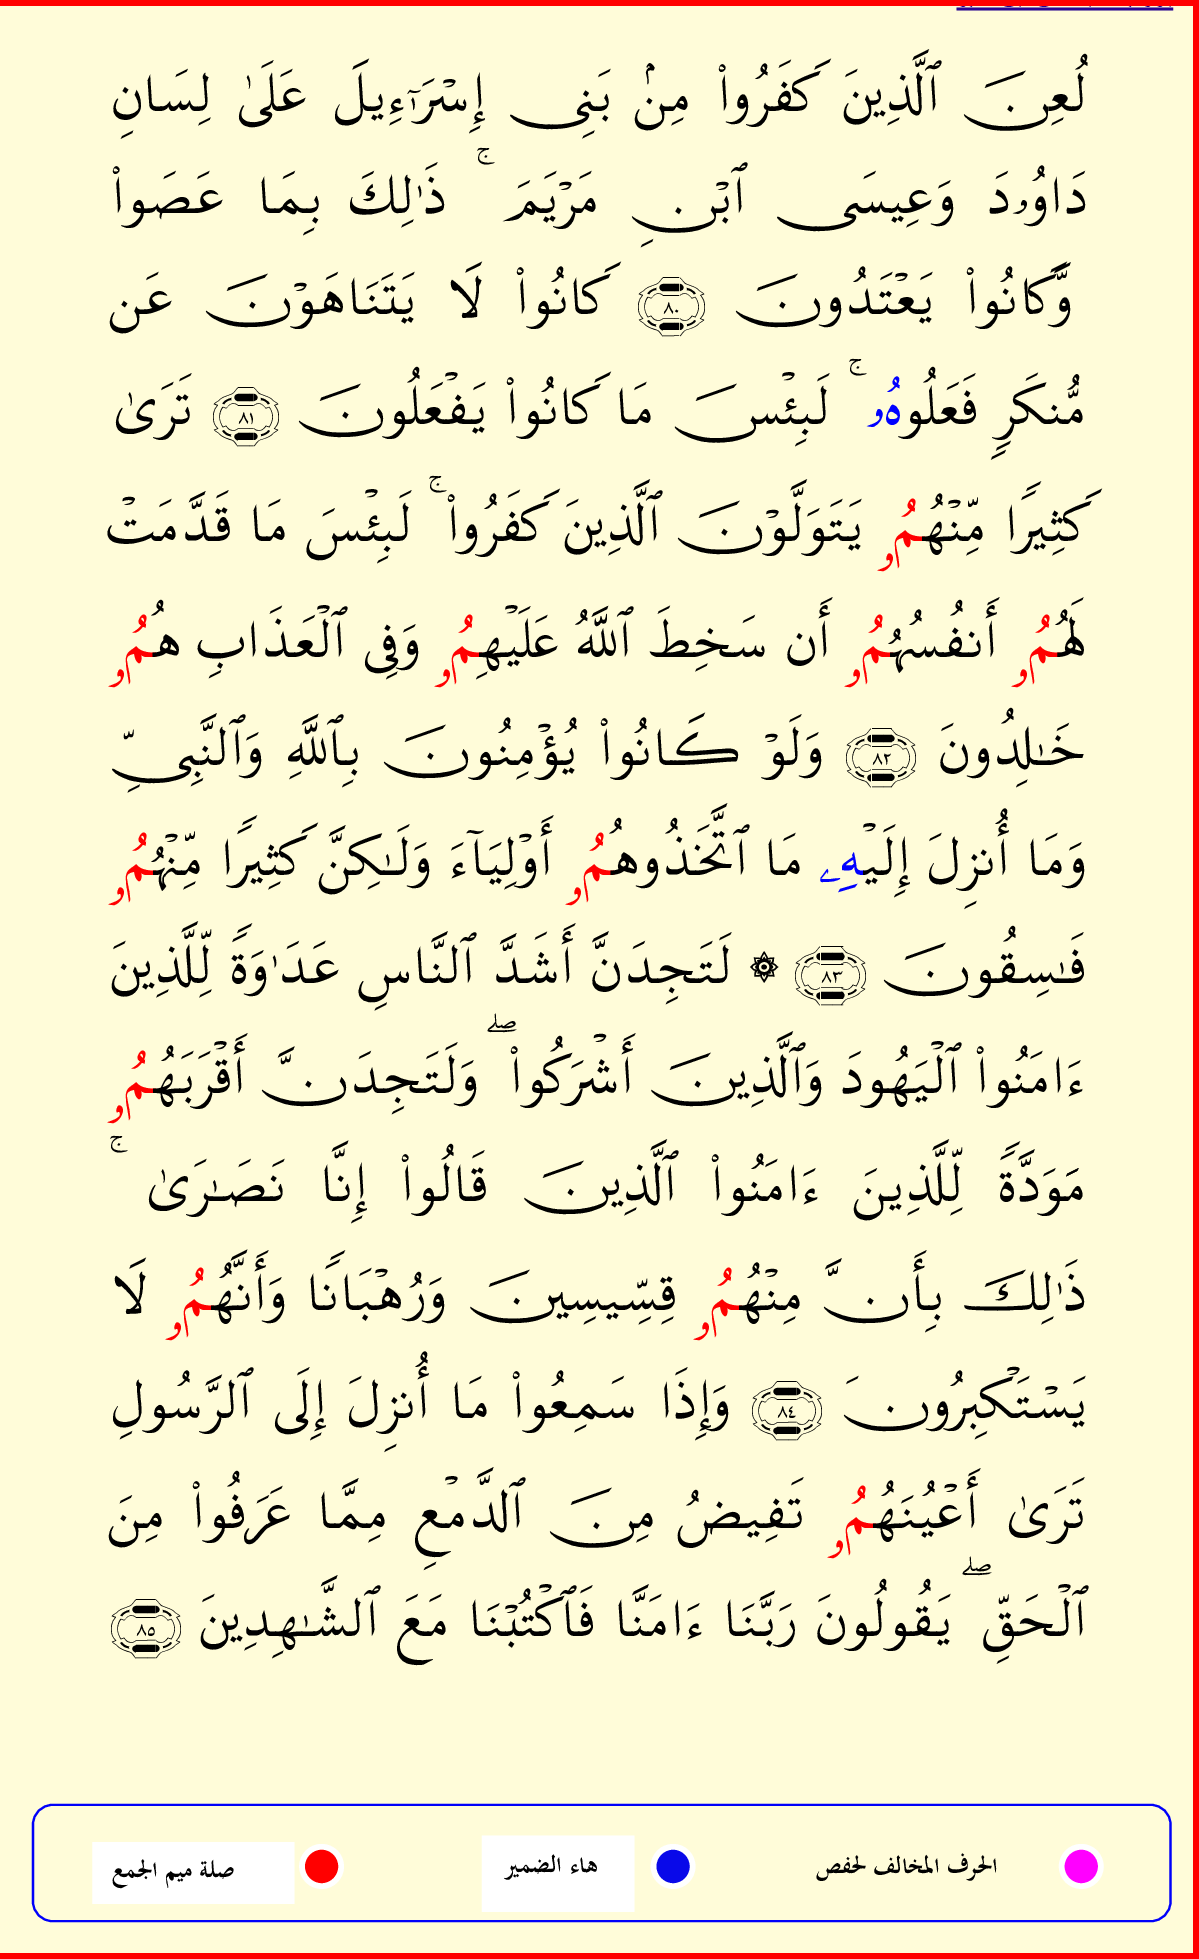 لُعِنَ ٱلَّذِينَ كَفَرُواْ مِنۢ بَنِي إِسۡرَـٰٓءِيلَ عَلَىٰ لِسَانِ
دَاوُۥدَ وَعِيسَى ٱبۡنِ مَرۡيَمَۚ ذَٰلِكَ بِمَا عَصَواْ
وَّكَانُواْ يَعۡتَدُونَ ٨٠ كَانُواْ لَا يَتَنَاهَوۡنَ عَن
مُّنكَرٍ فَعَلُوهُۥۚ لَبِئۡسَ مَا كَانُواْ يَفۡعَلُونَ ٨١ تَرَىٰ
كَثِيرًا مِّنۡهُمُۥ يَتَوَلَّوۡنَ ٱلَّذِينَ كَفَرُواْۚ لَبِئۡسَ مَا قَدَّمَتۡ
لَهُمُۥ أَنفُسُهُمُۥ أَن سَخِطَ ٱللَّهُ عَلَيۡهِمُۥ وَفِي ٱلۡعَذَابِ هُمُۥ
خَٰلِدُونَ ٨٢ وَلَوۡ كَانُواْ يُؤۡمِنُونَ بِٱللَّهِ وَٱلنَّبِيِّ
وَمَا أُنزِلَ إِلَيۡهِۦ مَا ٱتَّخَذُوهُمُۥ أَوۡلِيَآءَ وَلَٰكِنَّ كَثِيرًا مِّنۡهُمُۥ
فَٰسِقُونَ ٨٣ ۞ لَتَجِدَنَّ أَشَدَّ ٱلنَّاسِ عَدَٰوَةً لِّلَّذِينَ
ءَامَنُواْ ٱلۡيَهُودَ وَٱلَّذِينَ أَشۡرَكُواْۖ وَلَتَجِدَنَّ أَقۡرَبَهُمُۥ
مَوَدَّةً لِّلَّذِينَ ءَامَنُواْ ٱلَّذِينَ قَالُواْ إِنَّا نَصَٰرَىٰۚ
ذَٰلِكَ بِأَنَّ مِنۡهُمُۥ قِسِّيسِينَ وَرُهۡبَانًا وَأَنَّهُمُۥ لَا
يَسۡتَكۡبِرُونَ ٨٤ وَإِذَا سَمِعُواْ مَا أُنزِلَ إِلَى ٱلرَّسُولِ
تَرَىٰ أَعۡيُنَهُمُۥ تَفِيضُ مِنَ ٱلدَّمۡعِ مِمَّا عَرَفُواْ مِنَ
ٱلۡحَقِّۖ يَقُولُونَ رَبَّنَا ءَامَنَّا فَٱكۡتُبۡنَا مَعَ ٱلشَّٰهِدِينَ ٨٥
الحرف المخالف لحفص هاء الضمير صلة ميم الجمع